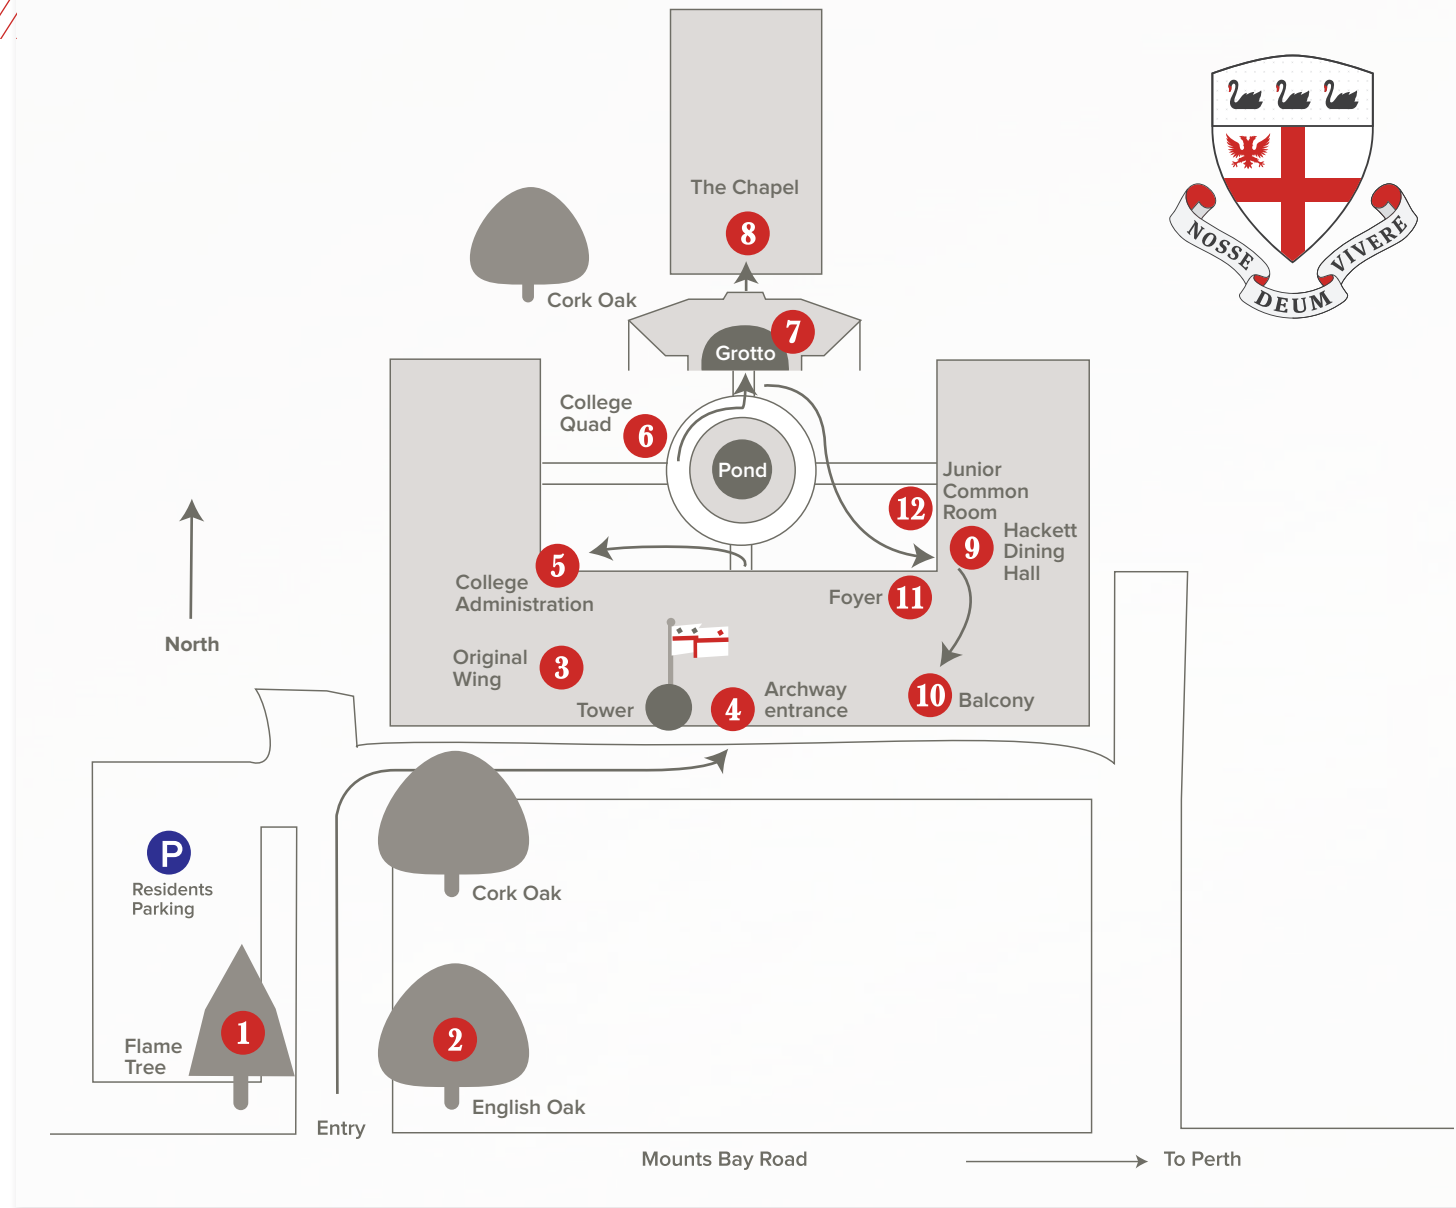 The Chapel
8
NOSSE
DEUM
VIVERE
Cork Oak
7
Grotto
College
Quad
6
Pond
Junior
Common
Room
12
Hackett
Dining
Hall
9
5
College
Administration
Foyer
11
North
Original
Wing
3
Tower
4
Archway
entrance
10
Balcony
P
Residents
Parking
Cork Oak
Flame
Tree
1
2
English Oak
Entry
Mounts Bay Road
To Perth